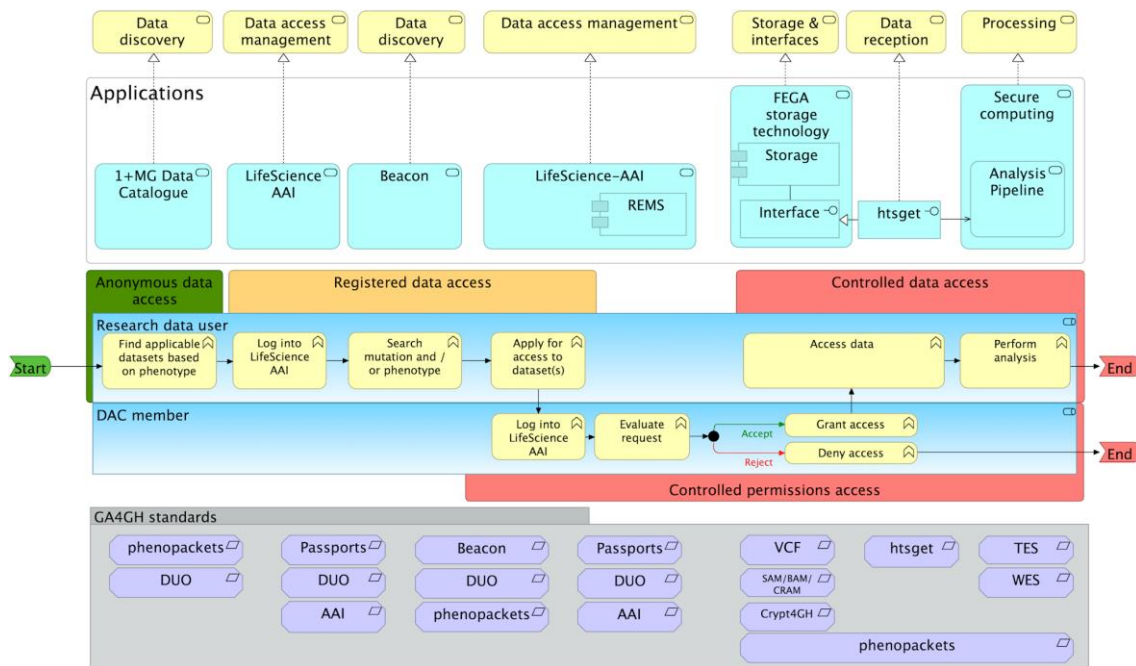 Data
discovery
Data access
management
Data
discovery
Data access management
Storage &
interfaces
Data
reception
Processing
Applications
1+MG Data
Catalogue
LifeScience
AAI
Beacon
LifeScience-AAI
REMS
FEGA
storage
technology
Storage
Interface
htsget
Secure
computing
Analysis
Pipeline
Anonymous data
access
Registered data access
Controlled data access
Research data user
Start
Find applicable
datasets based
on phenotype
Log into
LifeScience
AAI
Search
mutation and /
or phenotype
Apply for
access to
dataset(s)
Access data
Perform
analysis
End
DAC member
Log into
LifeScience
AAI
Evaluate
request
Accept
Reject
Grant access
Deny access
End
Controlled permissions access
GA4GH standards
phenopackets
DUO
Passports
DUO
AAI
Beacon
DUO
phenopackets
Passports
DUO
AAI
VCF
SAM/BAM/
CRAM
Crypt4GH
htsget
TES
WES
phenopackets